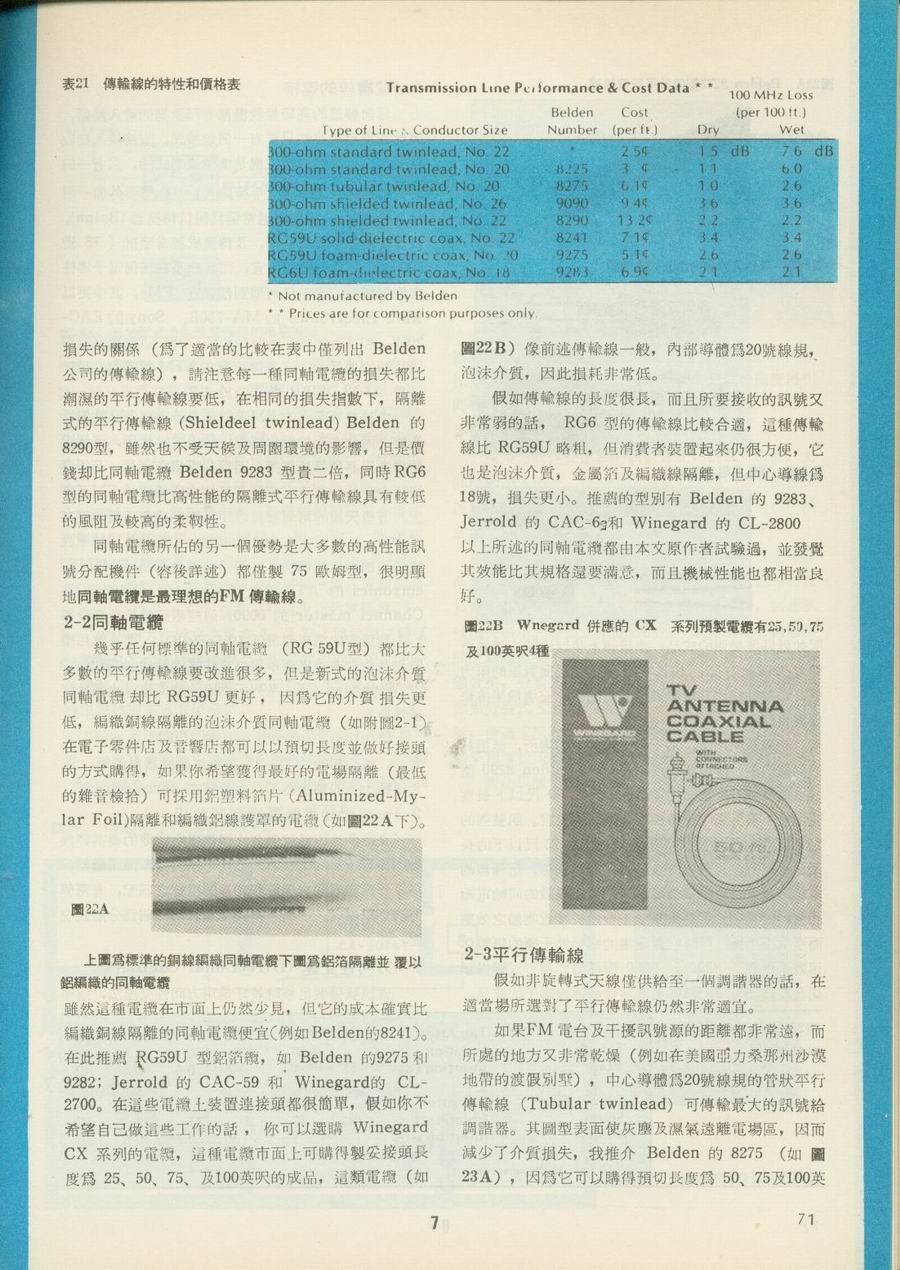 表21　傳輸線的特性和價格表
Transmission Line Performance & Cost Data * *
100 MHz Loss
Belden Cost (per 100 ft.)
Type of Line & Conductor Size Number (per ft.) Dry Wet
300-ohm standard twinlead, No. 22 * 2.5¢ 1.5 dB 7.6 dB
300-ohm standard twinlead, No. 20 8225 3 ¢ 1.1 6.0
300-ohm tubular twinlead, No. 20 8275 6.1¢ 1.0 2.6
300-ohm shielded twinlead, No. 26 9090 9.4¢ 3.6 3.6
300-ohm shielded twinlead, No. 22 8290 13.2¢ 2.2 2.2
RG59U solid-dielectric coax, No. 22 8241 7.1¢ 3.4 3.4
RG59U foam-dielectric coax, No. 20 9275 5.1¢ 2.6 2.6
RG6U foam-dielectric coax, No. 18 9283 6.9¢ 2.1 2.1
* Not manufactured by Belden
* * Prices are for comparison purposes only.
損失的關係（爲了適當的比較在表中僅列出 Belden
公司的傳輸線），請注意每一種同軸電纜的損失都比
潮濕的平行傳輸線要低，在相同的損失指數下，隔離
式的平行傳輸線（Shieldeel twinlead）Belden 的
8290型，雖然也不受天候及周圍環境的影響，但是價
錢却比同軸電纜 Belden 9283 型貴二倍，同時RG6
型的同軸電纜比高性能的隔離式平行傳輸線具有較低
的風阻及較高的柔靱性。
同軸電纜所佔的另一個優勢是大多數的高性能訊
號分配機件（容後詳述）都僅製 75 歐姆型，很明顯
地同軸電纜是最理想的FM 傳輸線。
2-2同軸電纜
幾乎任何標準的同軸電纜 （RG 59U型）都比大
多數的平行傳輸線要改進很多，但是新式的泡沫介質
同軸電纜 却比 RG59U 更好，因爲它的介質 損失更
低，編織銅線隔離的泡沫介質同軸電纜（如附圖2-1）
在電子零件店及音響店都可以以預切長度並做好接頭
的方式購得，如果你希望獲得最好的電場隔離（最低
的雜音檢拾）可採用鋁塑料箔片（Aluminized-My-
lar Foil)隔離和編織鋁線護罩的電纜(如圖22A下)。
圖22A
上圖爲標準的銅線編織同軸電纜下圖爲鋁箔隔離並 覆以
鋁編織的同軸電纜
雖然這種電纜在市面上仍然少見，但它的成本確實比
編織銅線隔離的同軸電纜便宜(例如Belden的8241)。
在此推薦 RG59U 型鋁箔纜，如 Belden 的9275 和
9282；Jerrold 的 CAC-59 和 Winegard的 CL-
2700。在這些電纜上裝置連接頭都很簡單，假如你不
希望自己做這些工作的話， 你可以選購 Winegard
CX 系列的電纜，這種電纜市面上可購得製妥接頭長
度爲 25、50、75、及100英呎的成品，這類電纜（如
圖22B）像前述傳輸線一般，內部導體爲20號線規，
泡沫介質，因此損耗非常低。
假如傳輸線的長度很長，而且所要接收的訊號又
非常弱的話， RG6 型的傳輸線比較合適，這種傳輸
線比 RG59U 略粗，但消費者裝置起來仍很方便，它
也是泡沫介質，金屬箔及編織線隔離，但中心導線爲
18號，損失更小。推薦的型別有 Belden 的 9283、
Jerrold 的 CAC-6g和 Winegard 的 CL-2800
以上所述的同軸電纜都由本文原作者試驗過，並發覺
其效能比其規格還要滿意，而且機械性能也都相當良
好。
圖22B Wnegard 併應的 CX 系列預製電纜有25,50,75
及100英呎4種
W
WINEGARD
TV
ANTENNA
COAXIAL
CABLE
WITH
CONNECTORS
ATTACHED
50 ft.
2-3平行傳輸線
假如非旋轉式天線僅供給至一個調諧器的話，在
適當場所選對了平行傳輸線仍然非常適宜。
如果FM 電台及干擾訊號源的距離都非常遠，而
所處的地方又非常乾燥（例如在美國亞力桑那州沙漠
地帶的渡假別墅），中心導體爲20號線規的管狀平行
傳輸線（Tubular twinlead）可傳輸最大的訊號給
調諧器。其圖型表面使灰塵及濕氣遠離電場區，因而
減少了介質損失，我推介 Belden 的 8275 （如 圖
23A），因爲它可以購得預切長度爲 50、75及100英
7
71